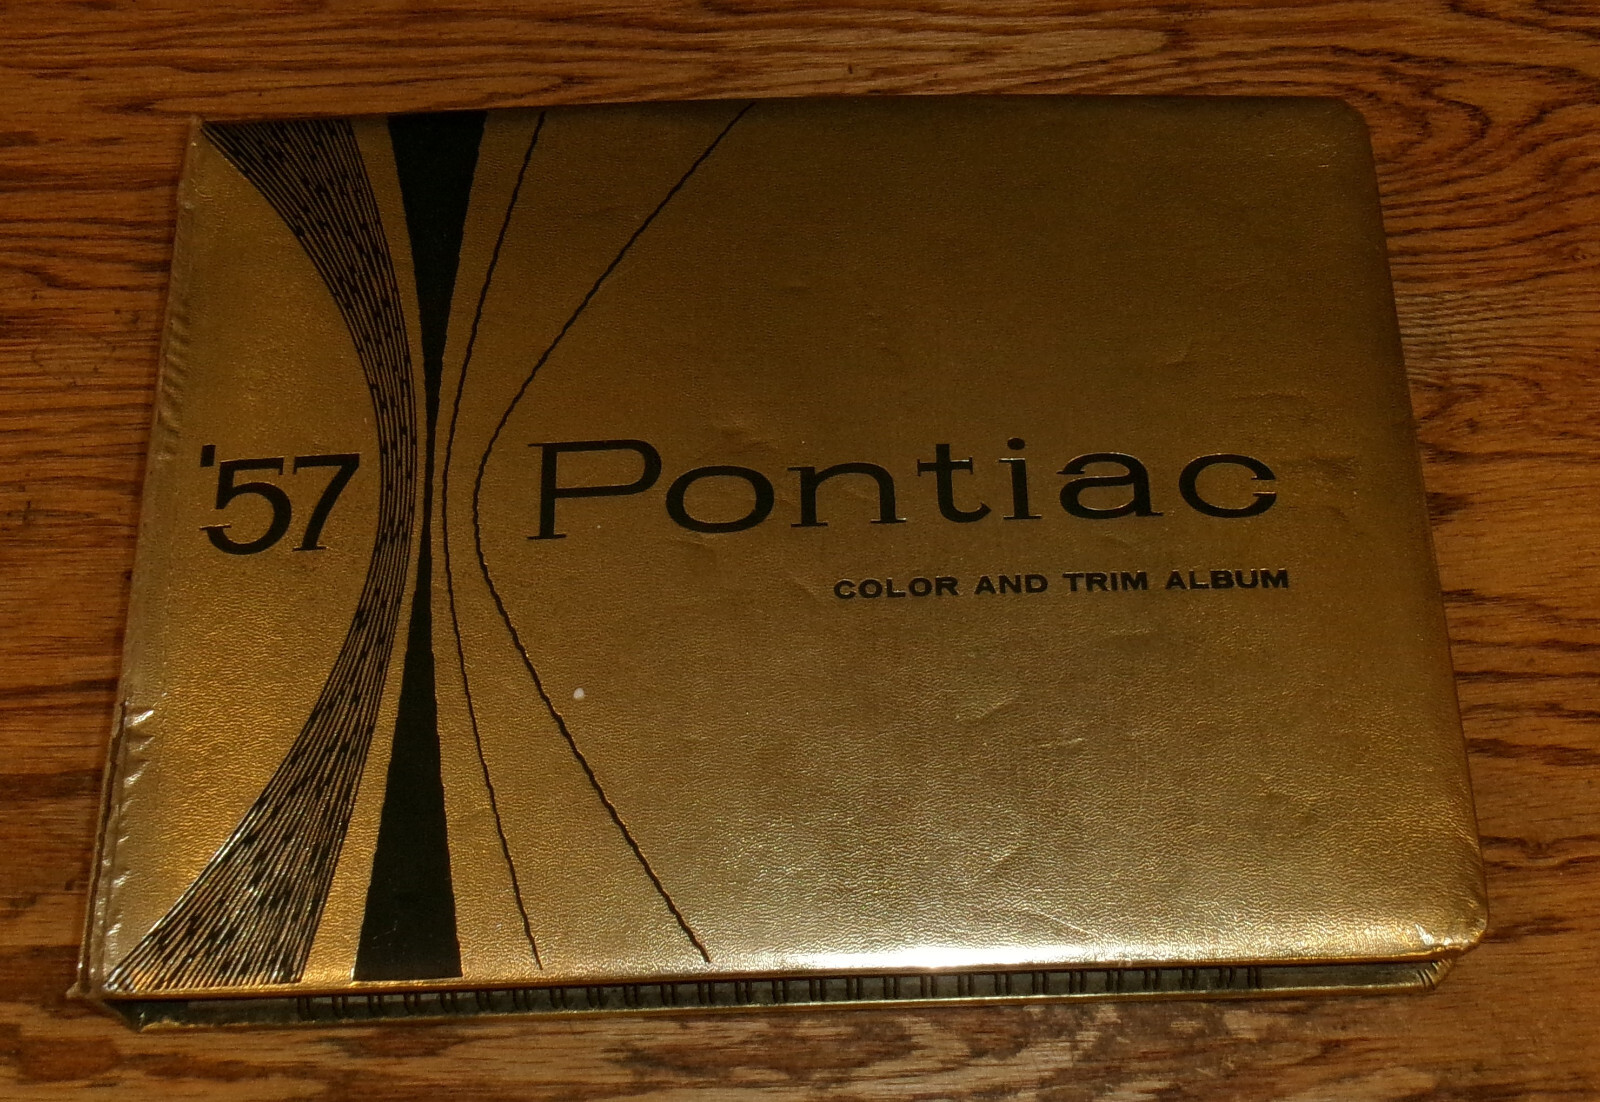 '57 Pontiac
COLOR AND TRIM ALBUM